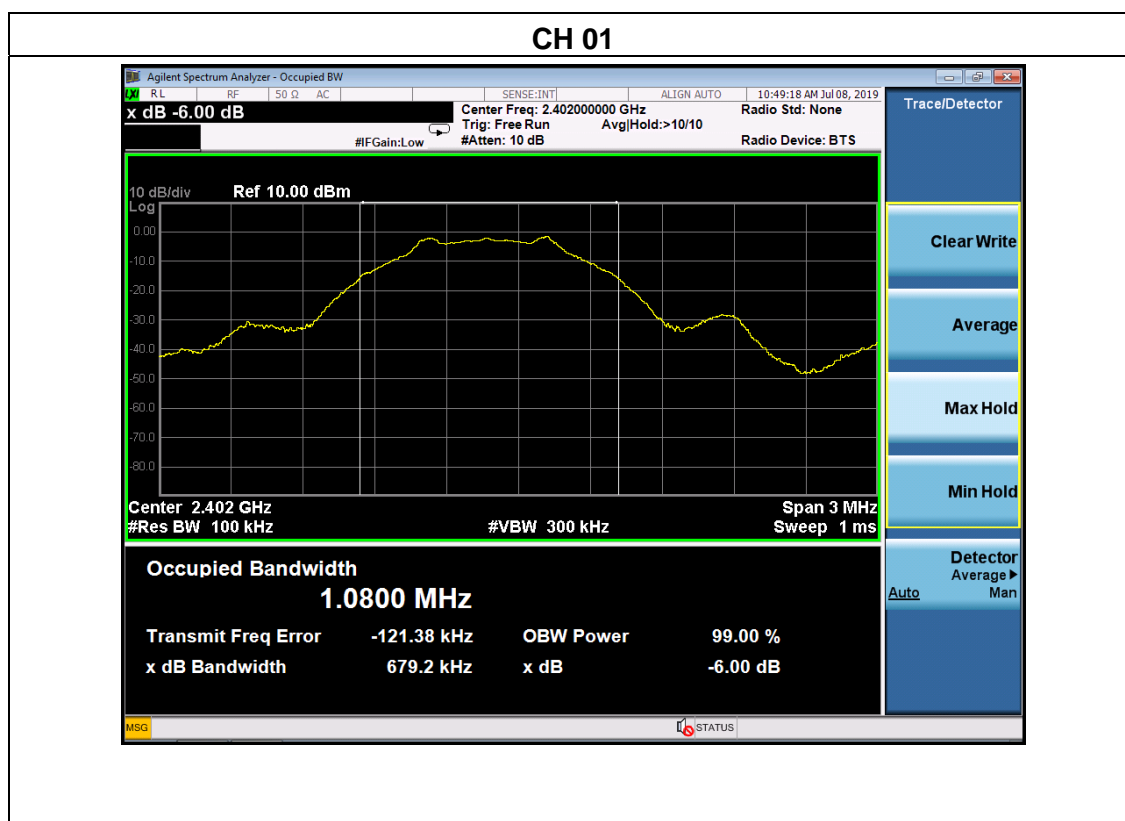 CH 01
Agilent Spectrum Analyzer - Occupied BW
LXI RL RF 50 Ω AC SENSE:INT ALIGN AUTO 10:49:18 AM Jul 08, 2019
x dB -6.00 dB
Center Freq: 2.402000000 GHz Radio Std: None
Trig: Free Run Avg|Hold:>10/10
#IFGain:Low #Atten: 10 dB Radio Device: BTS
10 dB/div Ref 10.00 dBm
Log
0.00
-10.0
-20.0
-30.0
-40.0
-50.0
-60.0
-70.0
-80.0
Center 2.402 GHz Span 3 MHz
#Res BW 100 kHz #VBW 300 kHz Sweep 1 ms
Occupied Bandwidth
1.0800 MHz
Transmit Freq Error -121.38 kHz OBW Power 99.00 %
x dB Bandwidth 679.2 kHz x dB -6.00 dB
MSG STATUS
Trace/Detector
Clear Write
Average
Max Hold
Min Hold
Detector
Average▶
Auto Man